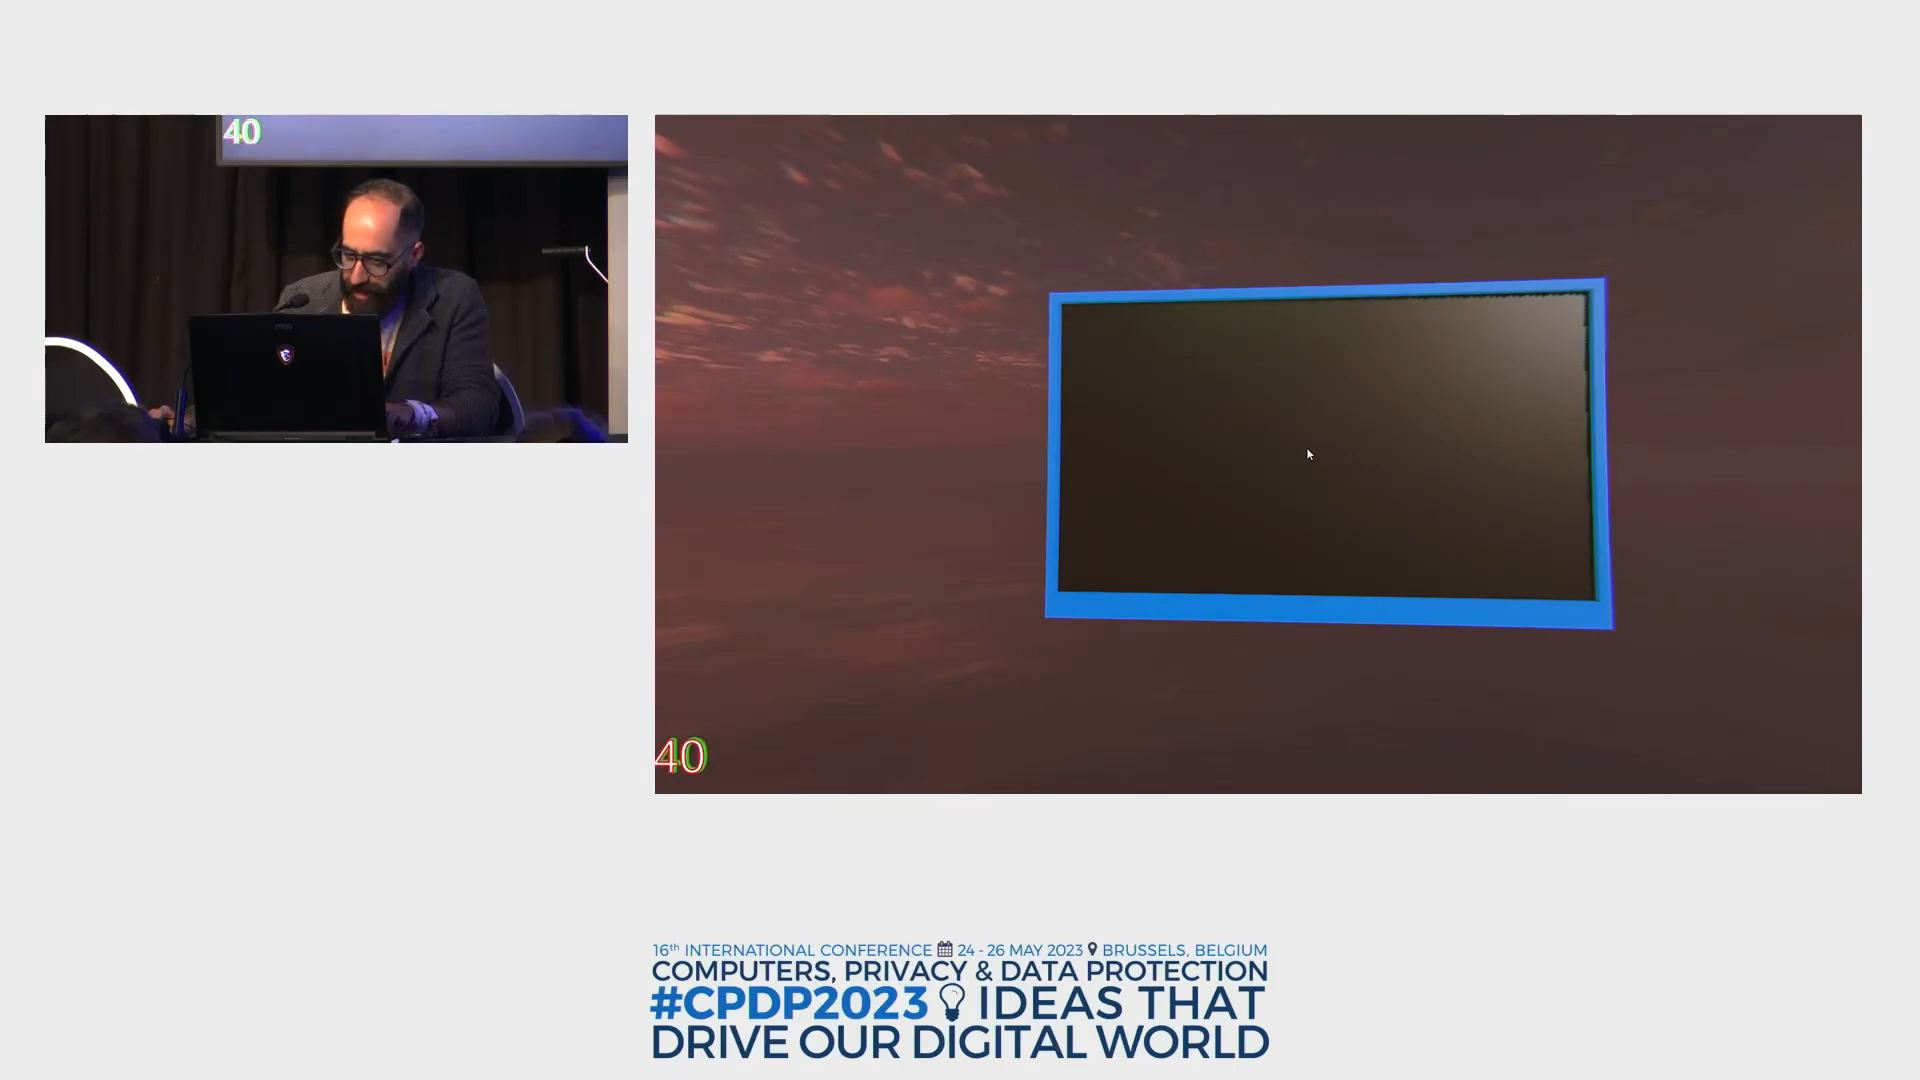 40
40
16th INTERNATIONAL CONFERENCE 24 - 26 MAY 2023 BRUSSELS, BELGIUM
COMPUTERS, PRIVACY & DATA PROTECTION
#CPDP2023 IDEAS THAT
DRIVE OUR DIGITAL WORLD